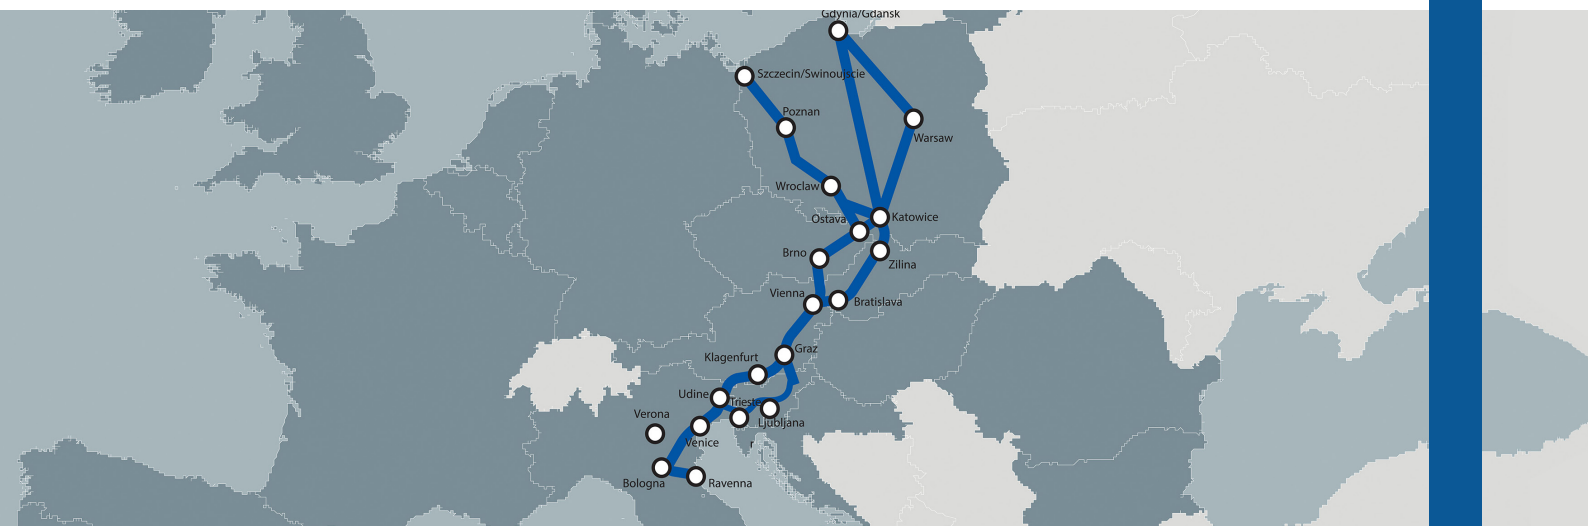 Gdynia/Gdansk
Szczecin/Swinoujscie
Poznan
Warsaw
Wroclaw
Ostava
Katowice
Brno
Zilina
Vienna
Bratislava
Graz
Klagenfurt
Udine
Trieste
Verona
Ljubljana
Venice
r
Bologna
Ravenna